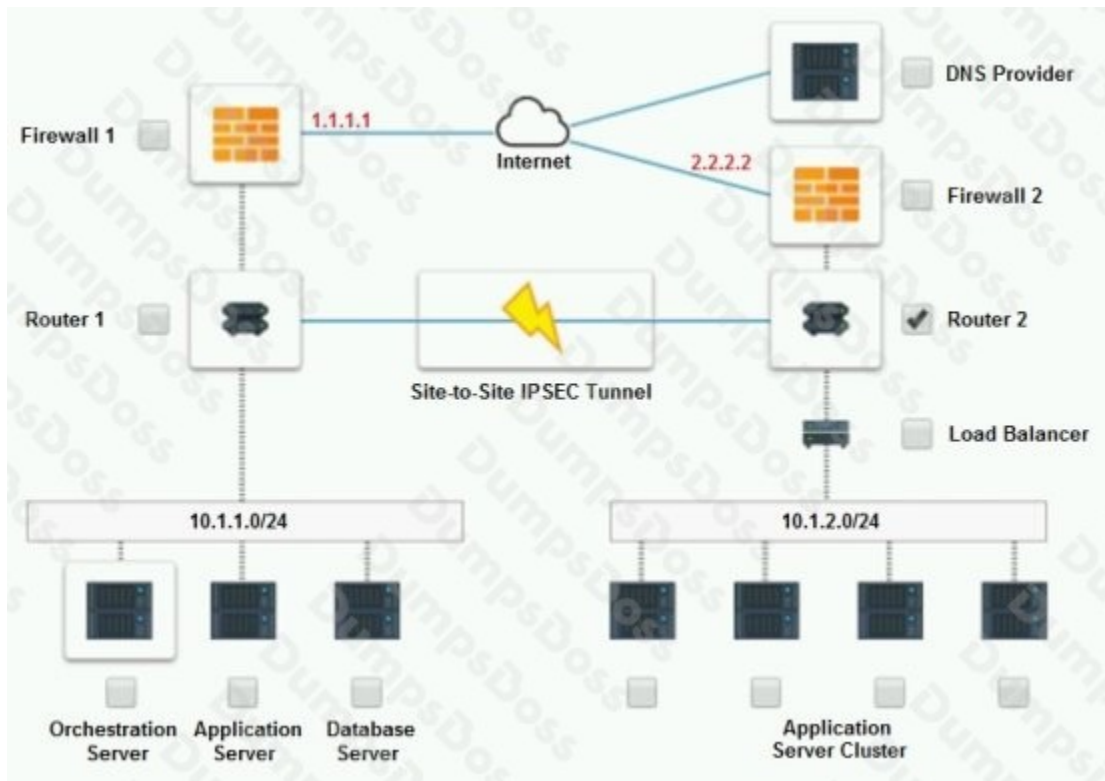 DNS Provider
Firewall 1
1.1.1.1
Internet
2.2.2.2
Firewall 2
Router 1
Router 2
Site-to-Site IPSEC Tunnel
Load Balancer
10.1.1.0/24
10.1.2.0/24
Orchestration
Server
Application
Server
Database
Server
Application
Server Cluster
DumpsDoss